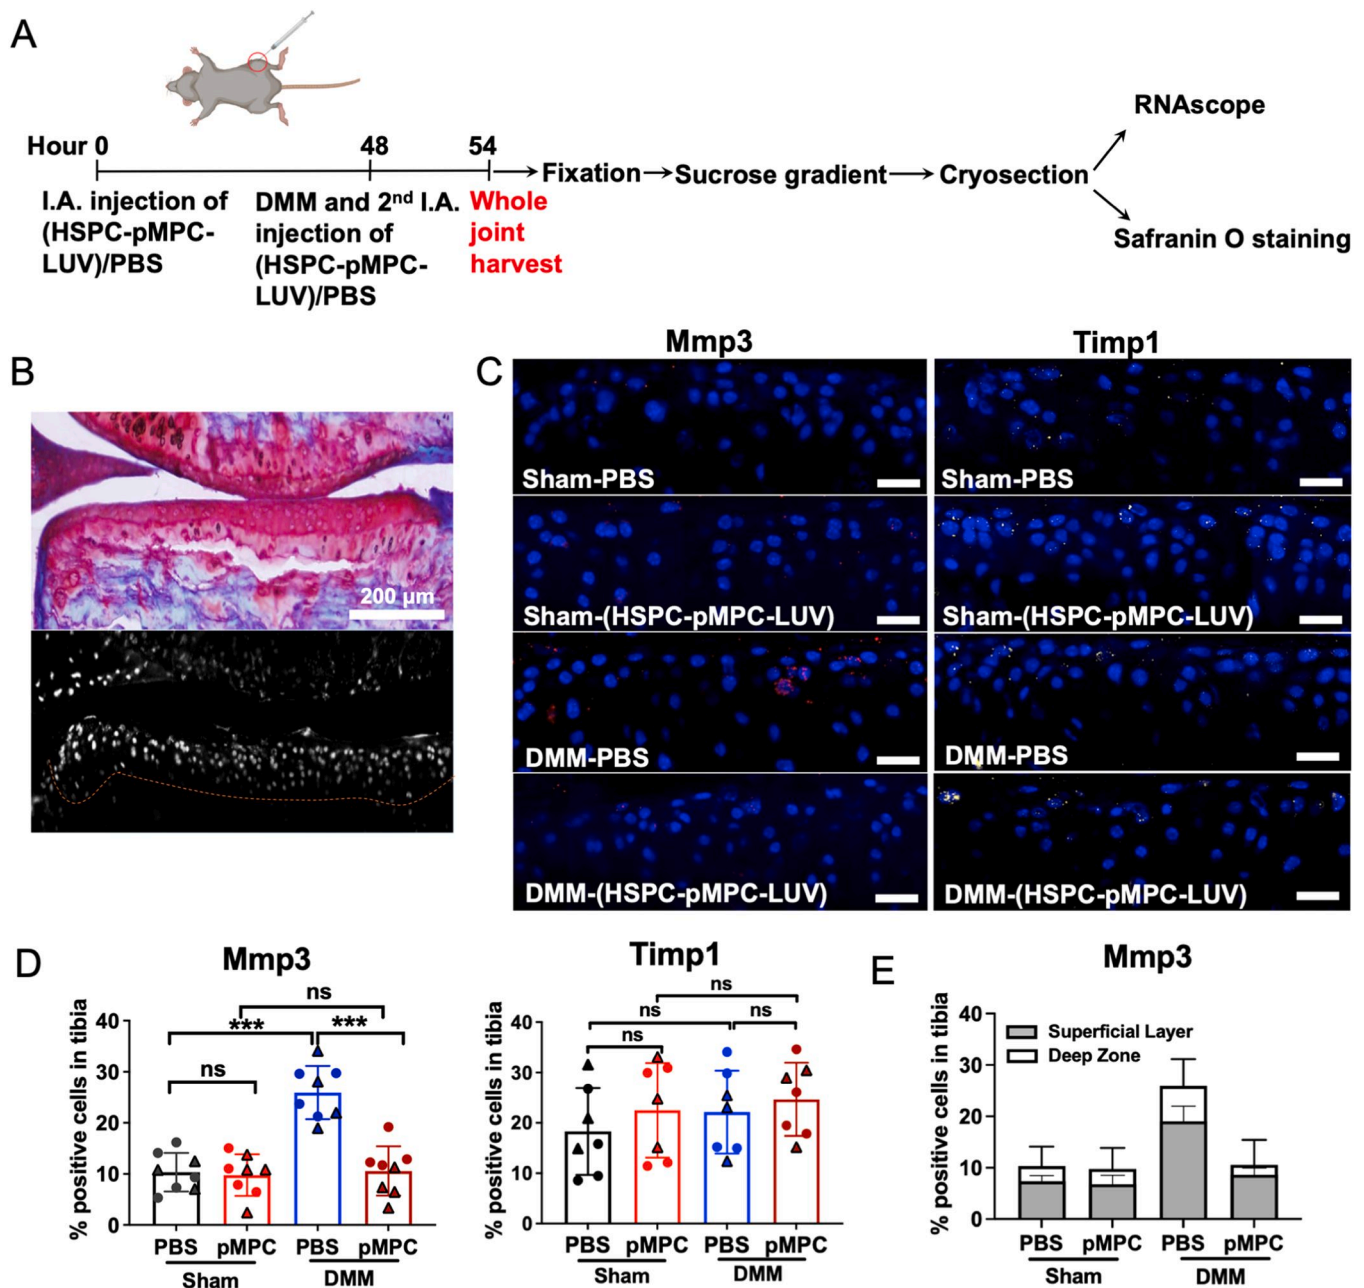 A
Hour 0
48
54
I.A. injection of
(HSPC-pMPC-
LUV)/PBS
DMM and 2nd I.A.
injection of
(HSPC-pMPC-
LUV)/PBS
Whole
joint
harvest
Fixation
Sucrose gradient
Cryosection
RNAscope
Safranin O staining
B
200 µm
C
Mmp3
Timp1
Sham-PBS
Sham-PBS
Sham-(HSPC-pMPC-LUV)
Sham-(HSPC-pMPC-LUV)
DMM-PBS
DMM-PBS
DMM-(HSPC-pMPC-LUV)
DMM-(HSPC-pMPC-LUV)
D
Mmp3
% positive cells in tibia
40
30
20
10
0
ns
***
***
ns
PBS
pMPC
PBS
pMPC
Sham
DMM
Timp1
% positive cells in tibia
40
30
20
10
0
ns
ns
ns
ns
PBS
pMPC
PBS
pMPC
Sham
DMM
E
Mmp3
% positive cells in tibia
40
30
20
10
0
Superficial Layer
Deep Zone
PBS
pMPC
PBS
pMPC
Sham
DMM